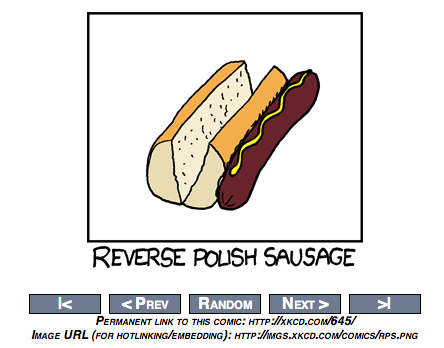 REVERSE POLISH SAUSAGE
|< < PREV RANDOM NEXT > >|
PERMANENT LINK TO THIS COMIC: HTTP://XKCD.COM/645/
IMAGE URL (FOR HOTLINKING/EMBEDDING): HTTP://IMGS.XKCD.COM/COMICS/RPS.PNG